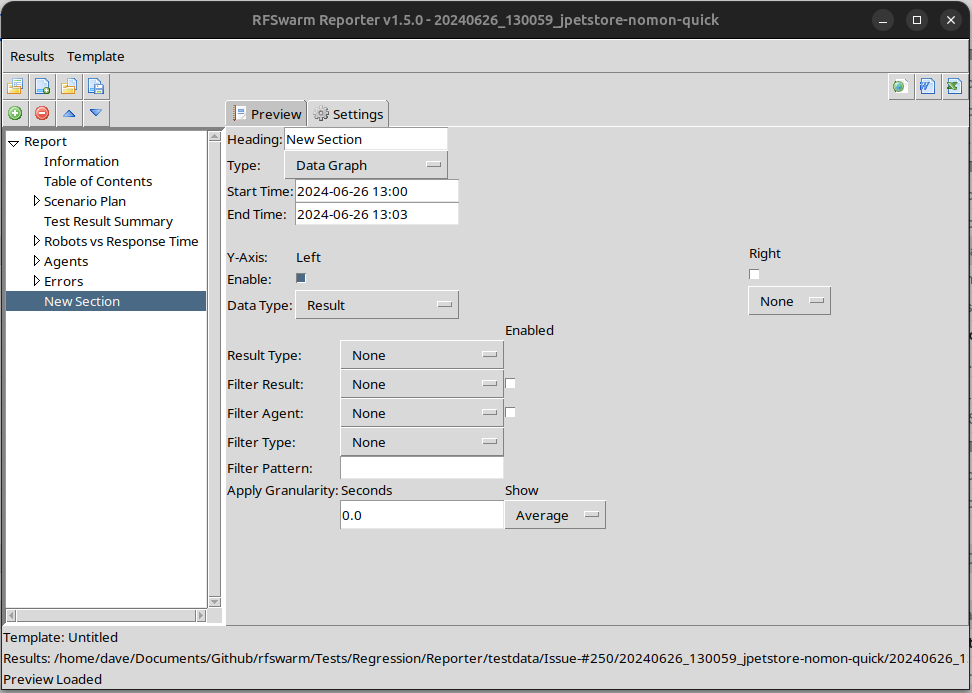 RFSwarm Reporter v1.5.0 - 20240626_130059_jpetstore-nomon-quick
Results Template
Preview Settings
Report
Information
Table of Contents
Scenario Plan
Test Result Summary
Robots vs Response Time
Agents
Errors
New Section
Heading: New Section
Type: Data Graph
Start Time: 2024-06-26 13:00
End Time: 2024-06-26 13:03
Y-Axis: Left Right
Enable:
Data Type: Result None
Enabled
Result Type: None
Filter Result: None
Filter Agent: None
Filter Type: None
Filter Pattern:
Apply Granularity: Seconds Show
0.0 Average
Template: Untitled
Results: /home/dave/Documents/Github/rfswarm/Tests/Regression/Reporter/testdata/Issue-#250/20240626_130059_jpetstore-nomon-quick/20240626_1
Preview Loaded